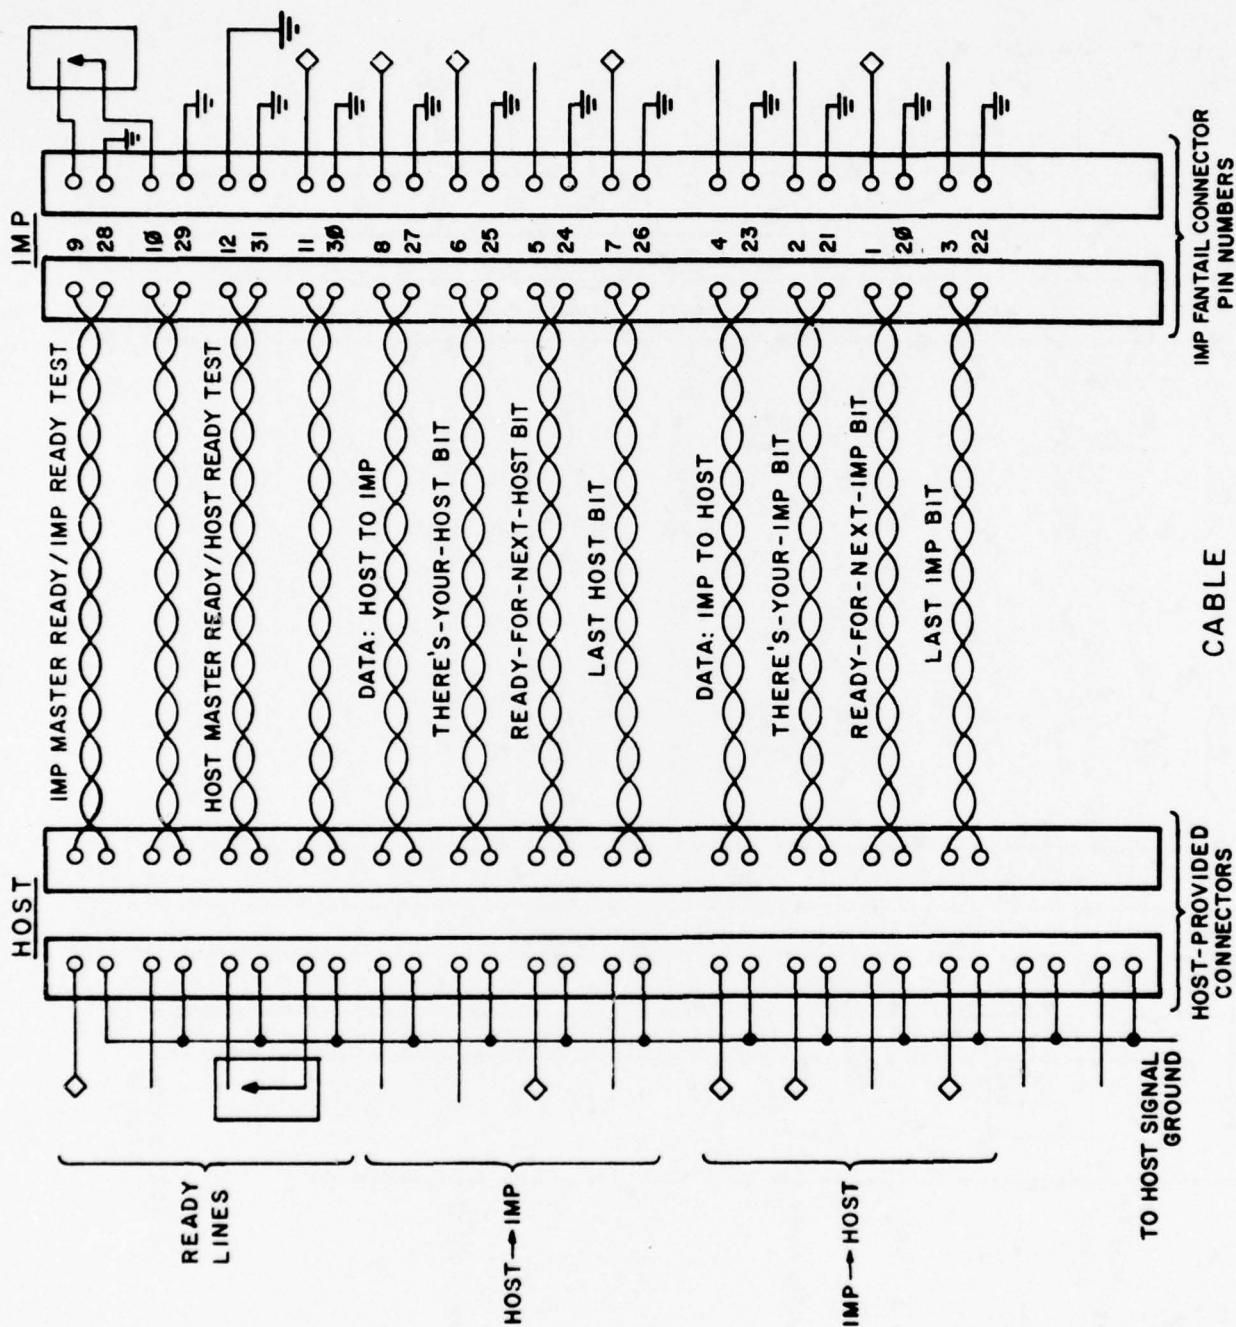 HOST
IMP
READY
LINES
IMP MASTER READY/IMP READY TEST
HOST MASTER READY/HOST READY TEST
HOST→IMP
DATA: HOST TO IMP
THERE'S-YOUR-HOST BIT
READY-FOR-NEXT-HOST BIT
LAST HOST BIT
IMP→HOST
DATA: IMP TO HOST
THERE'S-YOUR-IMP BIT
READY-FOR-NEXT-IMP BIT
LAST IMP BIT
9
28
1Ø
29
12
31
11
3Ø
8
27
6
25
5
24
7
26
4
23
2
21
1
2Ø
3
22
TO HOST SIGNAL
GROUND
HOST-PROVIDED
CONNECTORS
CABLE
IMP FANTAIL CONNECTOR
PIN NUMBERS